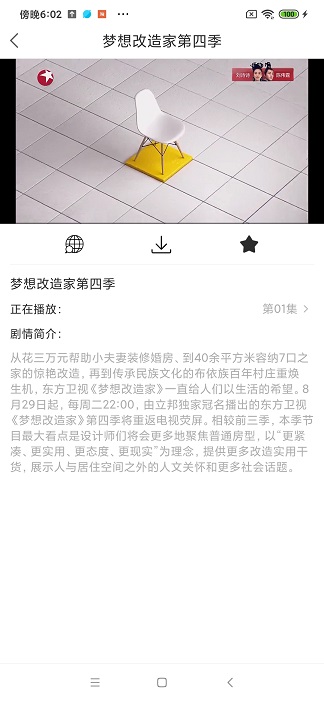 傍晚6:02
100
梦想改造家第四季
刘诗诗
陈伟霆
梦想改造家第四季
正在播放：
第01集
剧情简介：
从花三万元帮助小夫妻装修婚房、到40余平方米容纳7口之
家的惊艳改造，再到传承民族文化的布依族百年村庄重焕
生机，东方卫视《梦想改造家》一直给人们以生活的希望。8
月29日起，每周二22:00，由立邦独家冠名播出的东方卫视
《梦想改造家》第四季将重返电视荧屏。相较前三季，本季节
目最大看点是设计师们将会更多地聚焦普通房型，以“更紧
凑、更实用、更态度、更现实”为理念，提供更多改造实用干
货，展示人与居住空间之外的人文关怀和更多社会话题。